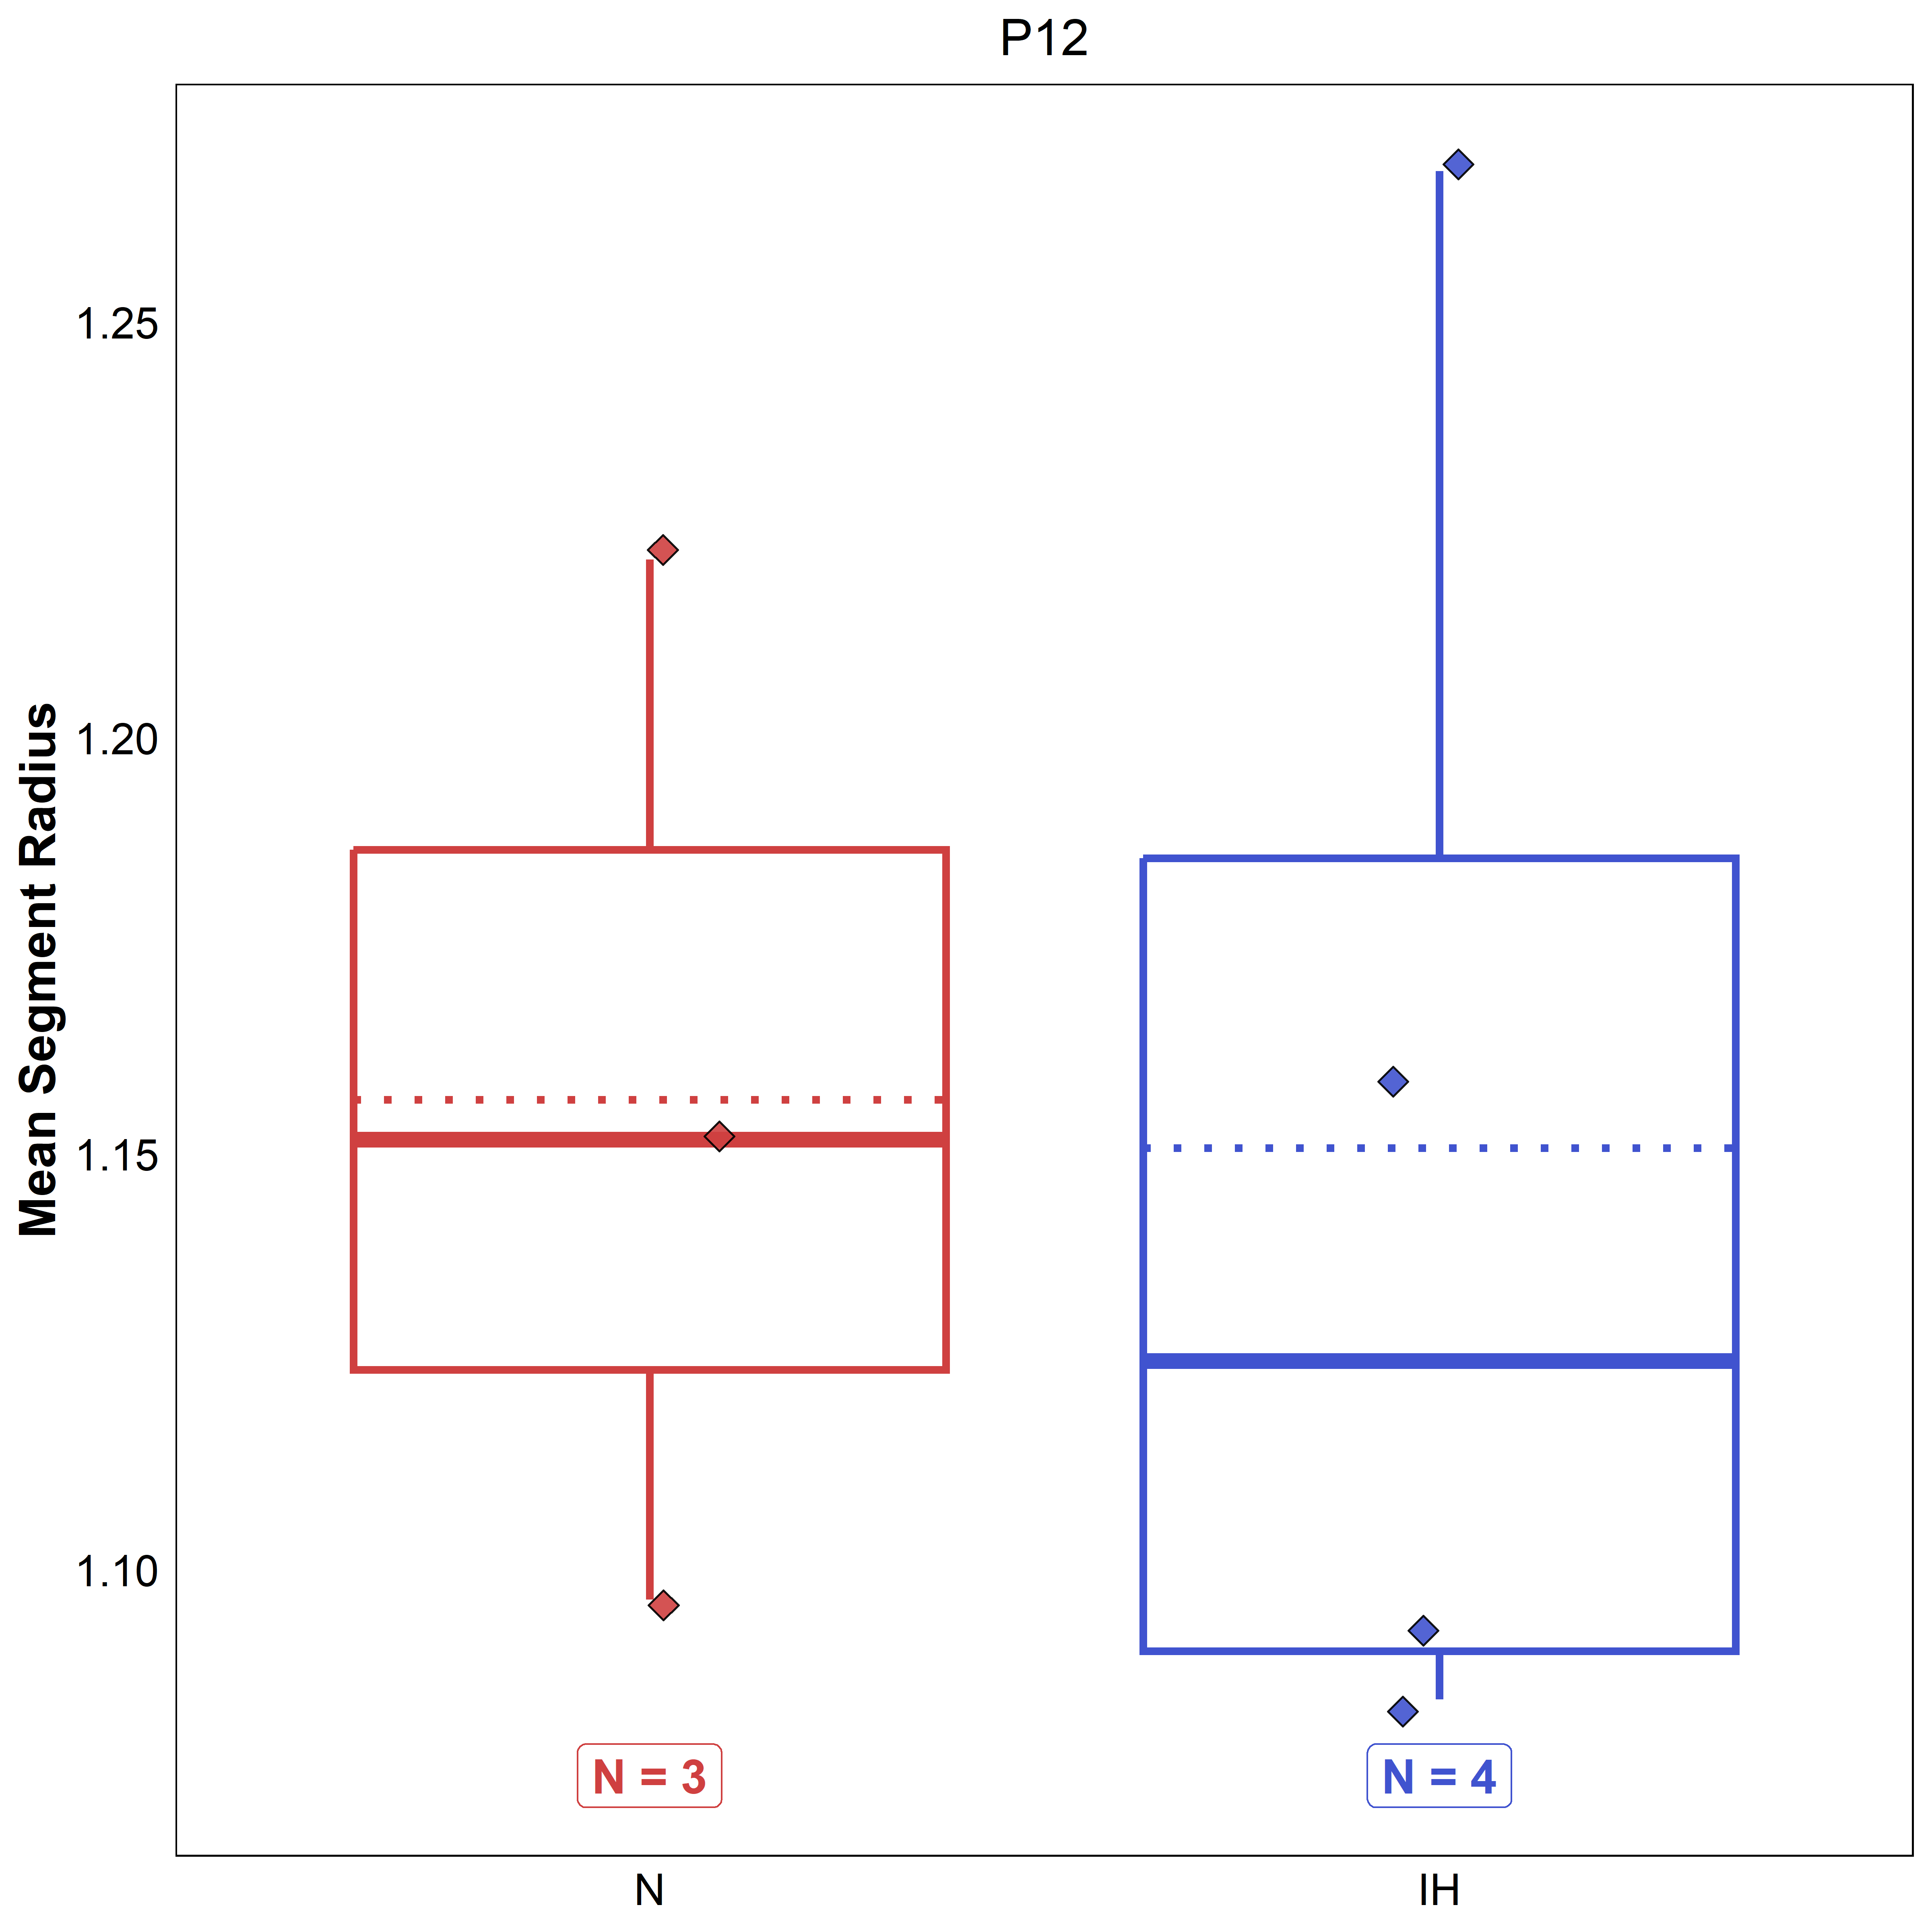 P12
Mean Segment Radius
1.25
1.20
1.15
1.10
N = 3
N = 4
N
IH